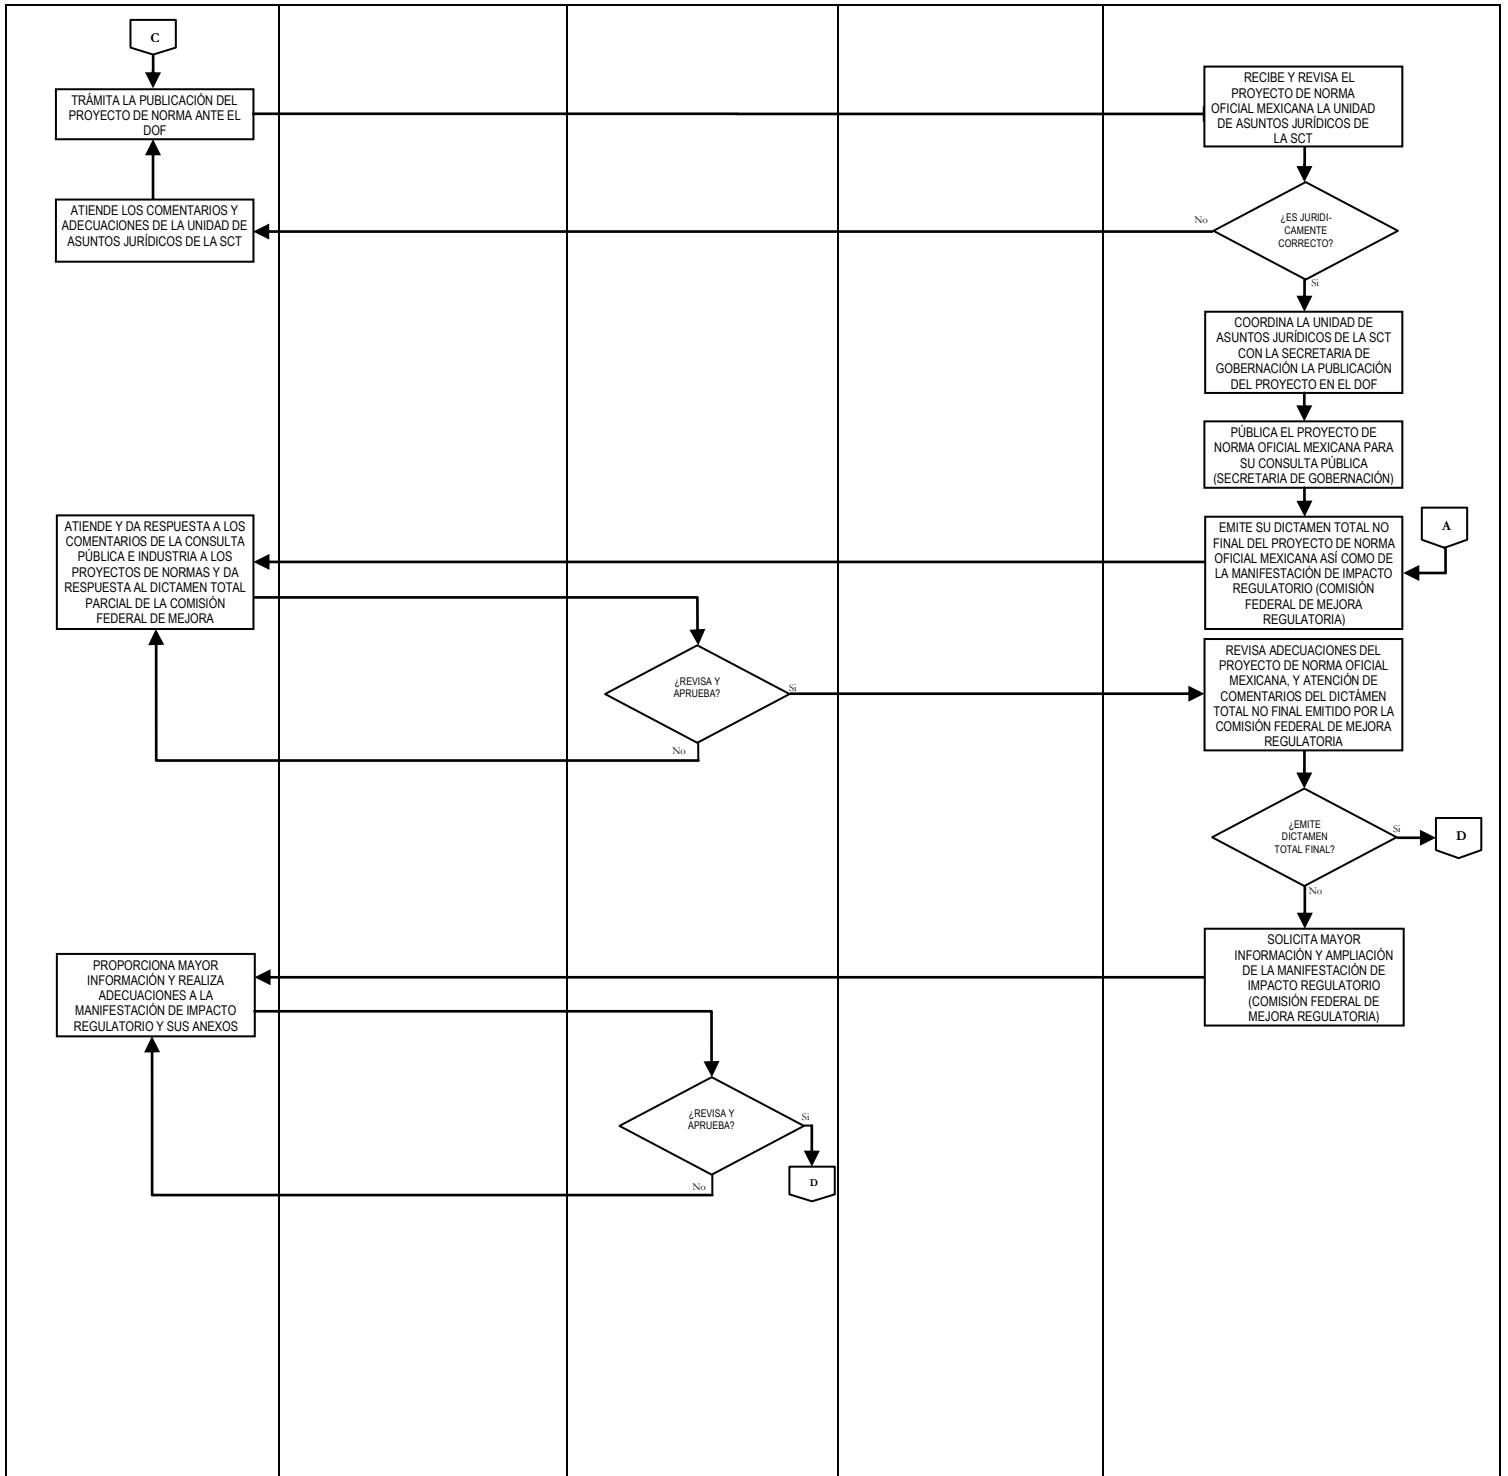 C
TRÁMITA LA PUBLICACIÓN DEL
PROYECTO DE NORMA ANTE EL
DOF
RECIBE Y REVISA EL
PROYECTO DE NORMA
OFICIAL MEXICANA LA UNIDAD
DE ASUNTOS JURÍDICOS DE
LA SCT
ATIENDE LOS COMENTARIOS Y
ADECUACIONES DE LA UNIDAD DE
ASUNTOS JURÍDICOS DE LA SCT
No
¿ES JURIDI-
CAMENTE
CORRECTO?
Si
COORDINA LA UNIDAD DE
ASUNTOS JURÍDICOS DE LA SCT
CON LA SECRETARIA DE
GOBERNACIÓN LA PUBLICACIÓN
DEL PROYECTO EN EL DOF
PÚBLICA EL PROYECTO DE
NORMA OFICIAL MEXICANA PARA
SU CONSULTA PÚBLICA
(SECRETARIA DE GOBERNACIÓN)
ATIENDE Y DA RESPUESTA A LOS
COMENTARIOS DE LA CONSULTA
PÚBLICA E INDUSTRIA A LOS
PROYECTOS DE NORMAS Y DA
RESPUESTA AL DICTAMEN TOTAL
PARCIAL DE LA COMISIÓN
FEDERAL DE MEJORA
EMITE SU DICTAMEN TOTAL NO
FINAL DEL PROYECTO DE NORMA
OFICIAL MEXICANA ASÍ COMO DE
LA MANIFESTACIÓN DE IMPACTO
REGULATORIO (COMISIÓN
FEDERAL DE MEJORA
REGULATORIA)
A
¿REVISA Y
APRUEBA?
Si
No
REVISA ADECUACIONES DEL
PROYECTO DE NORMA OFICIAL
MEXICANA, Y ATENCIÓN DE
COMENTARIOS DEL DICTÁMEN
TOTAL NO FINAL EMITIDO POR LA
COMISIÓN FEDERAL DE MEJORA
REGULATORIA
¿EMITE
DICTAMEN
TOTAL FINAL?
Si
D
No
PROPORCIONA MAYOR
INFORMACIÓN Y REALIZA
ADECUACIONES A LA
MANIFESTACIÓN DE IMPACTO
REGULATORIO Y SUS ANEXOS
SOLICITA MAYOR
INFORMACIÓN Y AMPLIACIÓN
DE LA MANIFESTACIÓN DE
IMPACTO REGULATORIO
(COMISIÓN FEDERAL DE
MEJORA REGULATORIA)
¿REVISA Y
APRUEBA?
Si
No
D